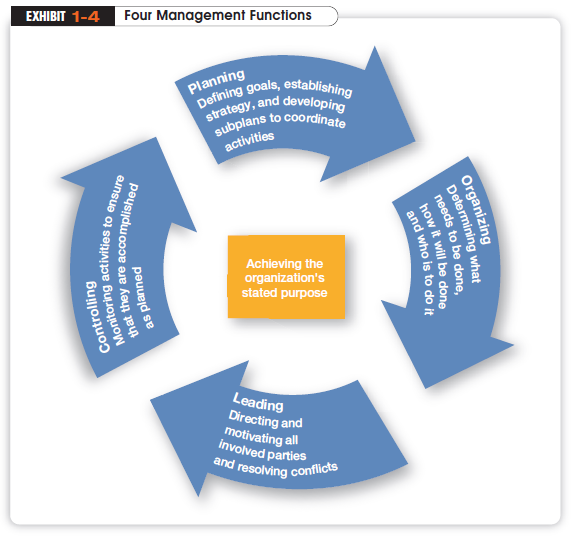 EXHIBIT 1-4 Four Management Functions
Planning
Defining goals, establishing
strategy, and developing
subplans to coordinate
activities
Organizing
Determining what
needs to be done,
how it will be done
and who is to do it
Leading
Directing and
motivating all
involved parties
and resolving conflicts
Controlling
Monitoring activities to ensure
that they are accomplished
as planned
Achieving the
organization's
stated purpose